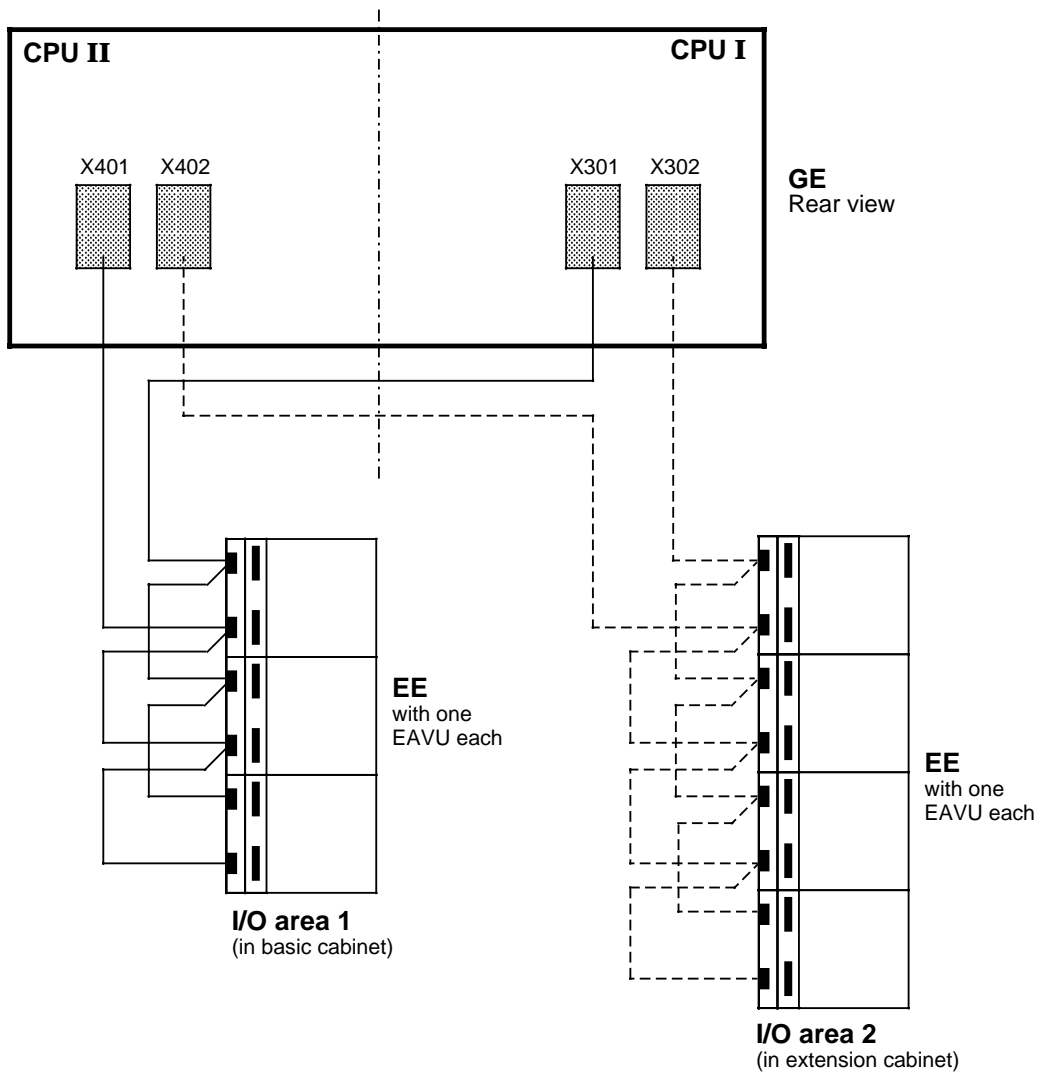 CPU II
CPU I
X401
X402
X301
X302
GE
Rear view
EE
with one
EAVU each
EE
with one
EAVU each
I/O area 1
(in basic cabinet)
I/O area 2
(in extension cabinet)